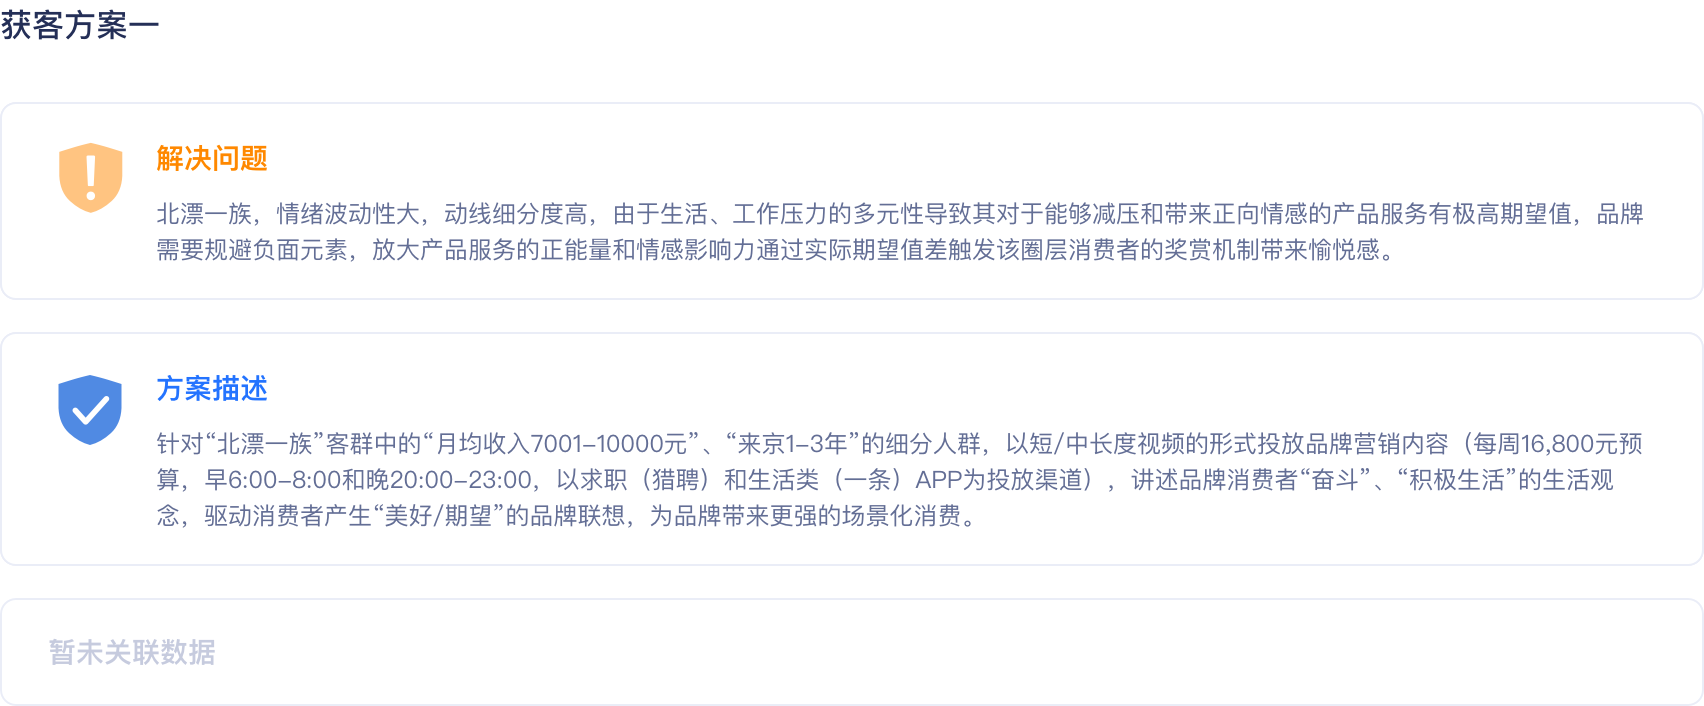 获客方案一
解决问题
北漂一族，情绪波动性大，动线细分度高，由于生活、工作压力的多元性导致其对于能够减压和带来正向情感的产品服务有极高期望值，品牌
需要规避负面元素，放大产品服务的正能量和情感影响力通过实际期望值差触发该圈层消费者的奖赏机制带来愉悦感。
方案描述
针对“北漂一族”客群中的“月均收入7001-10000元”、“来京1-3年”的细分人群，以短/中长度视频的形式投放品牌营销内容（每周16,800元预
算，早6:00-8:00和晚20:00-23:00，以求职（猎聘）和生活类（一条）APP为投放渠道），讲述品牌消费者“奋斗”、“积极生活”的生活观
念，驱动消费者产生“美好/期望”的品牌联想，为品牌带来更强的场景化消费。
暂未关联数据